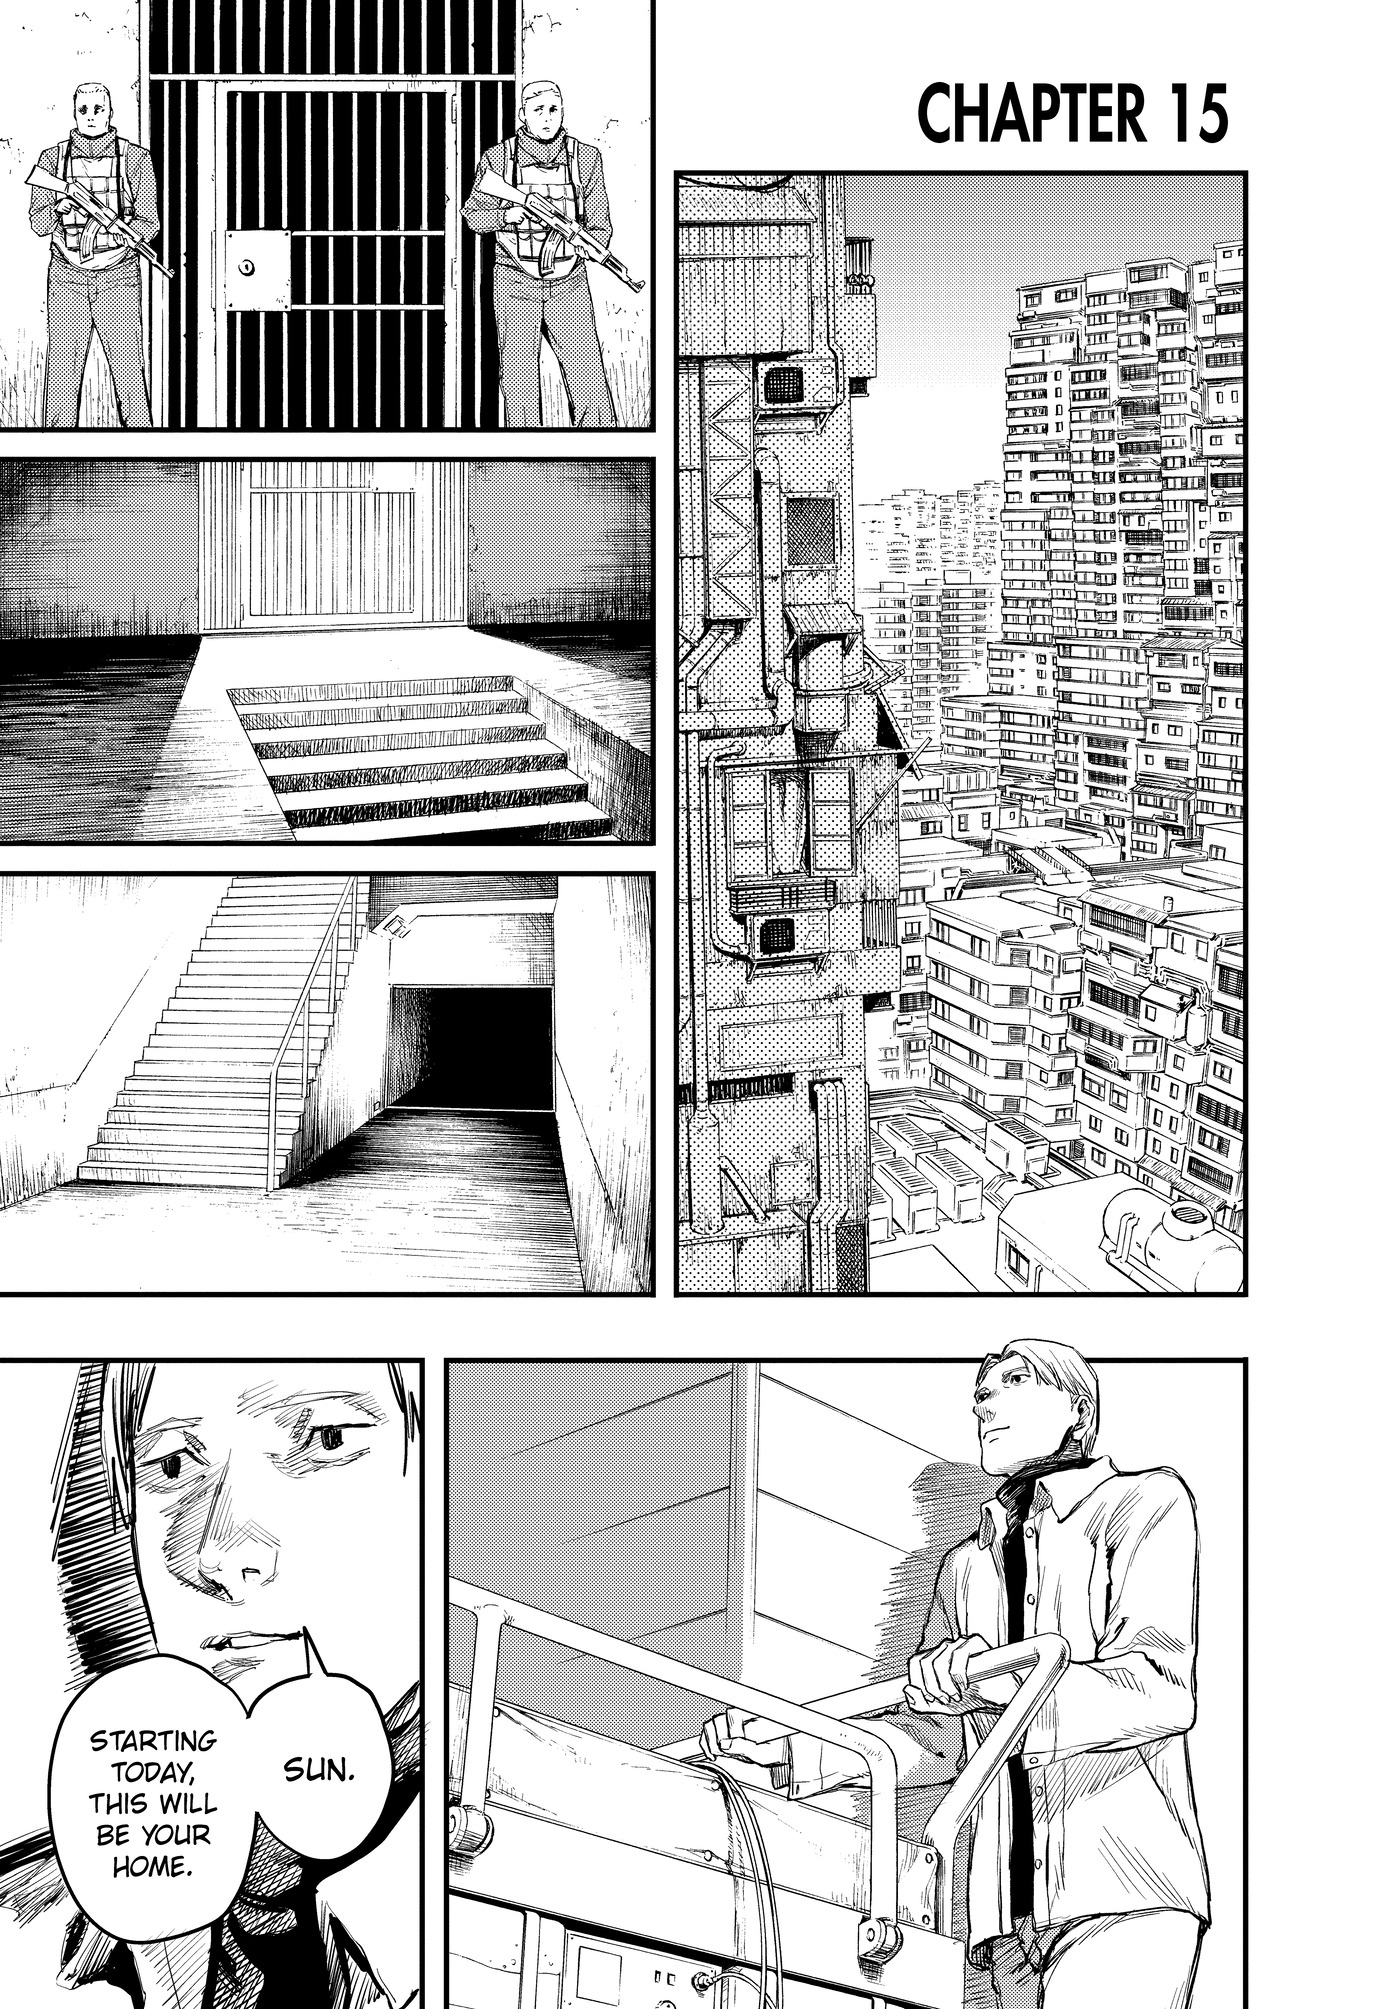 CHAPTER 15
SUN.
STARTING
TODAY,
THIS WILL
BE YOUR
HOME.